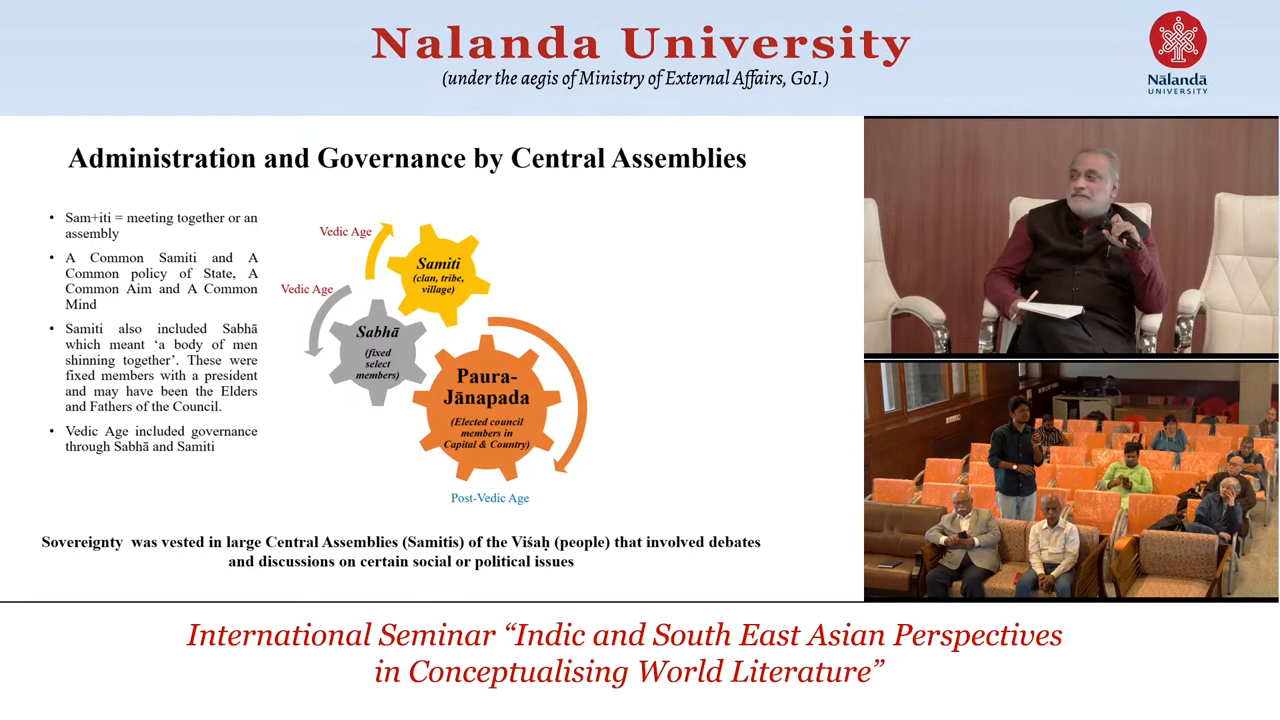 Nalanda University
(under the aegis of Ministry of External Affairs, GoI.)
Nālandā
UNIVERSITY
Administration and Governance by Central Assemblies
• Sam+iti = meeting together or an
assembly
• A Common Samiti and A
Common policy of State, A
Common Aim and A Common
Mind
• Samiti also included Sabhā
which meant ‘a body of men
shinning together’. These were
fixed members with a president
and may have been the Elders
and Fathers of the Council.
• Vedic Age included governance
through Sabhā and Samiti
Vedic Age
Samiti
(clan, tribe,
village)
Vedic Age
Sabhā
(fixed
select
members)
Paura-
Jānapada
(Elected council
members in
Capital & Country)
Post-Vedic Age
Sovereignty was vested in large Central Assemblies (Samitis) of the Viśaḥ (people) that involved debates
and discussions on certain social or political issues
International Seminar “Indic and South East Asian Perspectives
in Conceptualising World Literature”